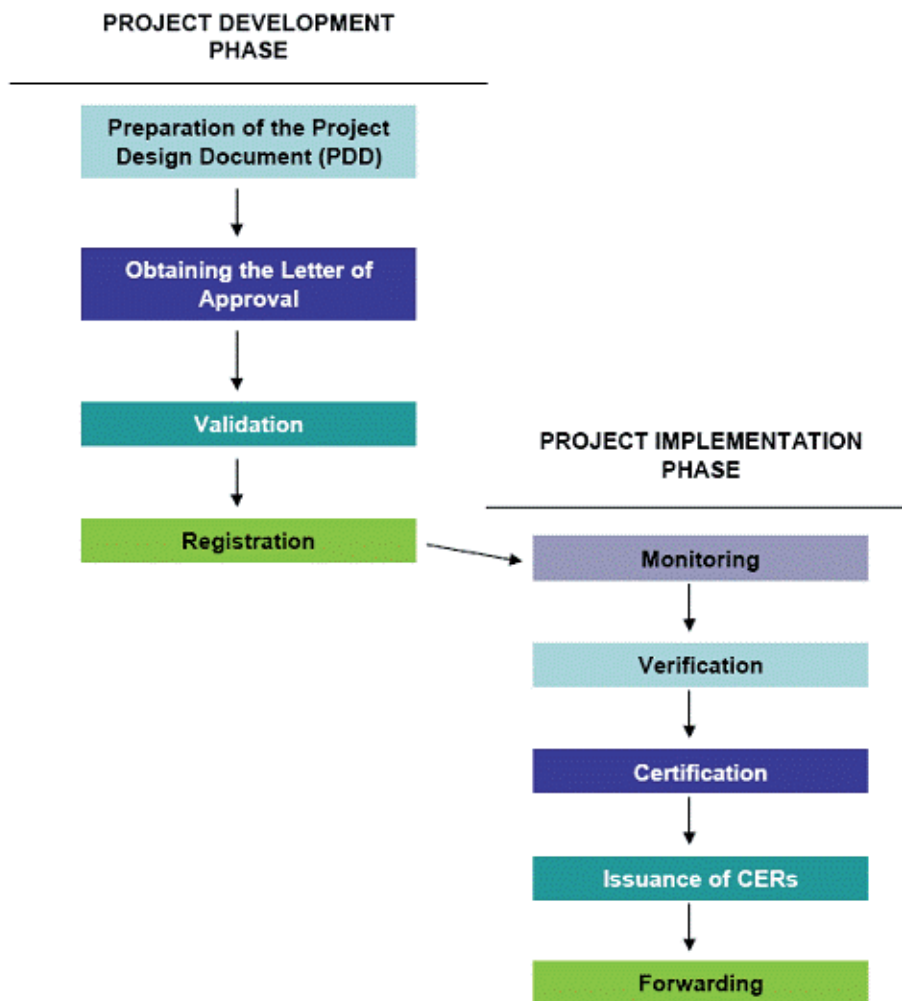 PROJECT DEVELOPMENT
PHASE
Preparation of the Project
Design Document (PDD)
Obtaining the Letter of
Approval
Validation
Registration
PROJECT IMPLEMENTATION
PHASE
Monitoring
Verification
Certification
Issuance of CERs
Forwarding